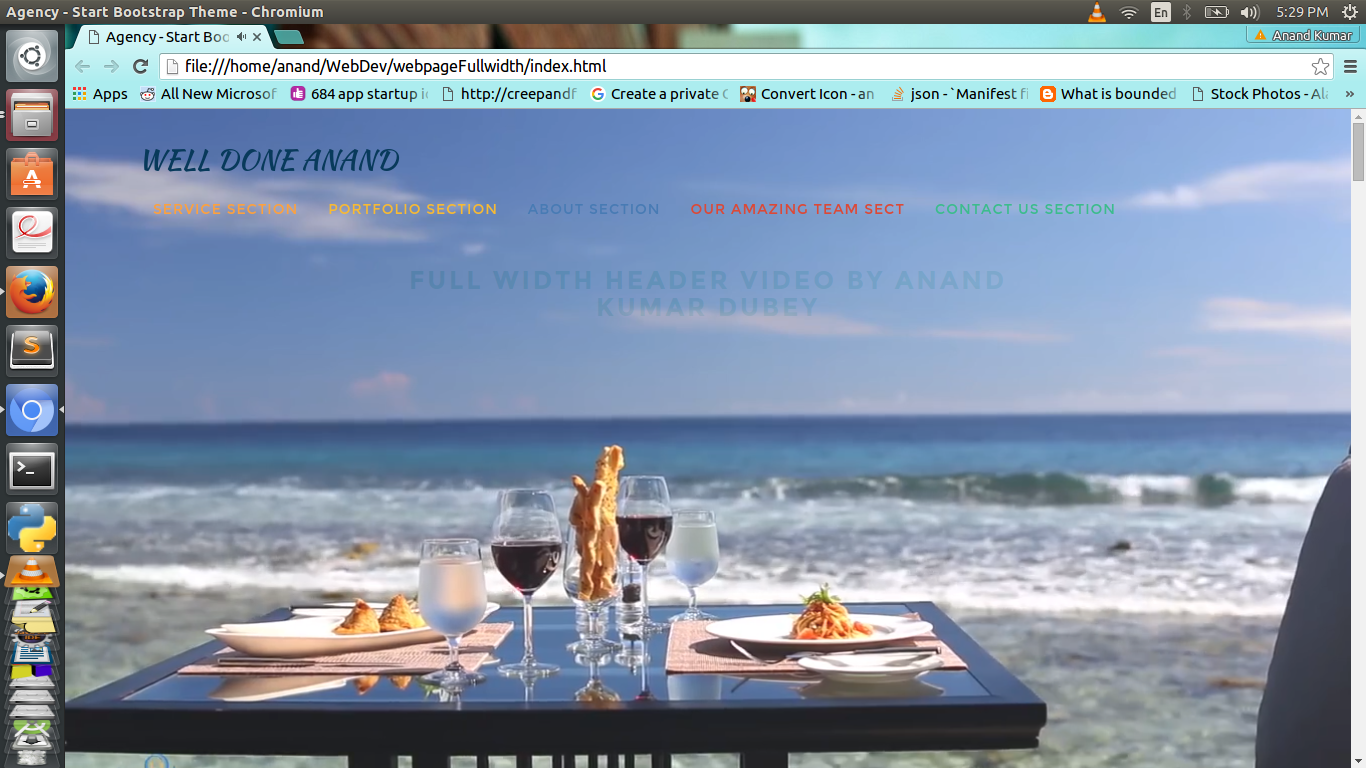 Agency - Start Bootstrap Theme - Chromium
En
5:29 PM
Agency - Start Boo
Anand Kumar
file:///home/anand/WebDev/webpageFullwidth/index.html
Apps
All New Microsof
684 app startup
http://creepandf
Create a private
Convert Icon - an
json - `Manifest fi
What is bounded
Stock Photos - Al
»
WELL DONE ANAND
SERVICE SECTION
PORTFOLIO SECTION
ABOUT SECTION
OUR AMAZING TEAM SECT
CONTACT US SECTION
FULL WIDTH HEADER VIDEO BY ANAND
KUMAR DUBEY